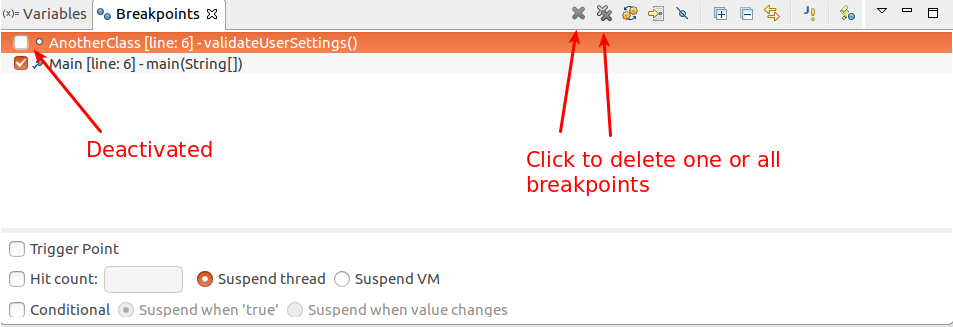 (x)= Variables Breakpoints
AnotherClass [line: 6] - validateUserSettings()
Main [line: 6] - main(String[])
Deactivated
Click to delete one or all
breakpoints
Trigger Point
Hit count: Suspend thread Suspend VM
Conditional Suspend when 'true' Suspend when value changes